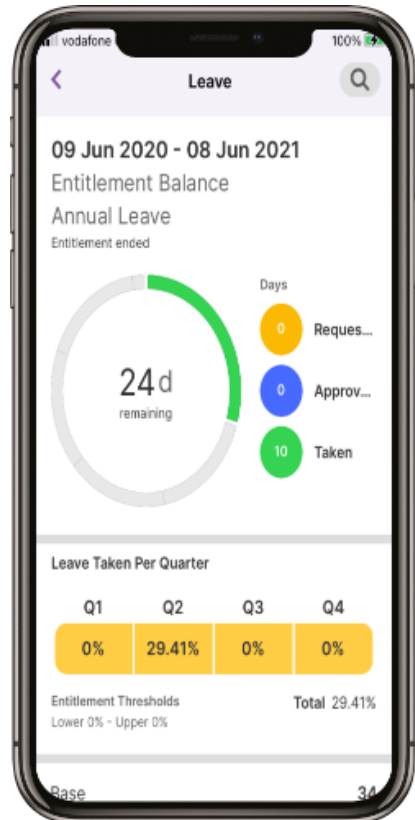 vodafone 100%
Leave
09 Jun 2020 - 08 Jun 2021
Entitlement Balance
Annual Leave
Entitlement ended
Days
0 Reques...
24d
remaining
0 Approv...
10 Taken
Leave Taken Per Quarter
Q1 Q2 Q3 Q4
0% 29.41% 0% 0%
Entitlement Thresholds Total 29.41%
Lower 0% - Upper 0%
Base 34